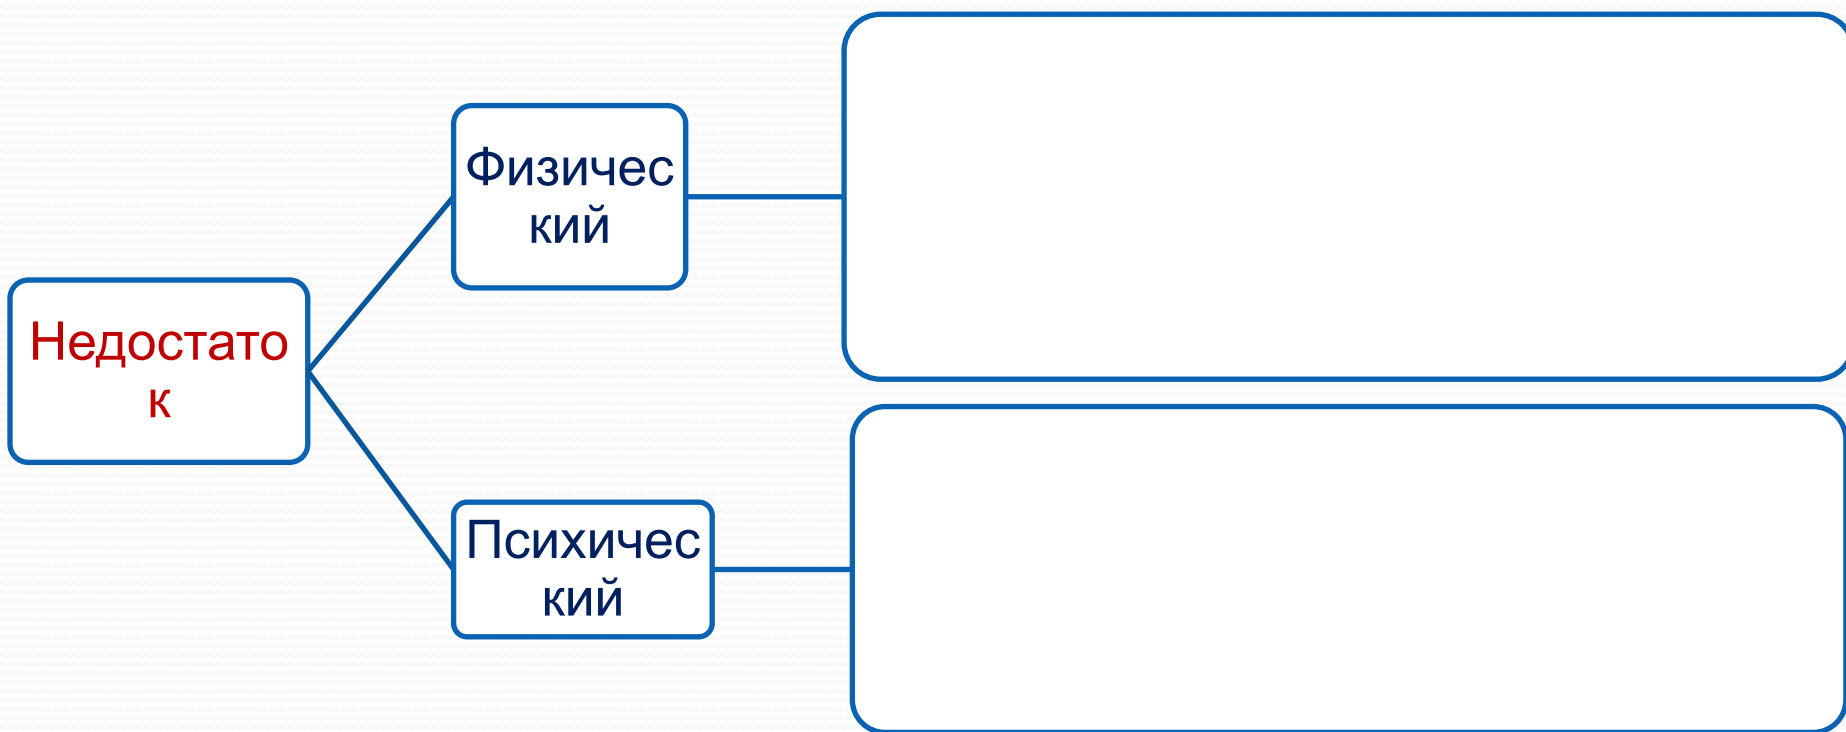 Физичес
кий
Недостато
к
Психичес
кий